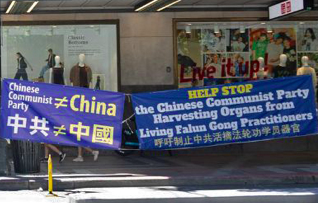 Chinese
Communist
Party
≠ China
中共 ≠ 中國
Live it up!
HELP STOP
the Chinese Communist Party
Harvesting Organs from
Living Falun Gong Practitioners
呼吁制止中共活摘法轮功学员器官